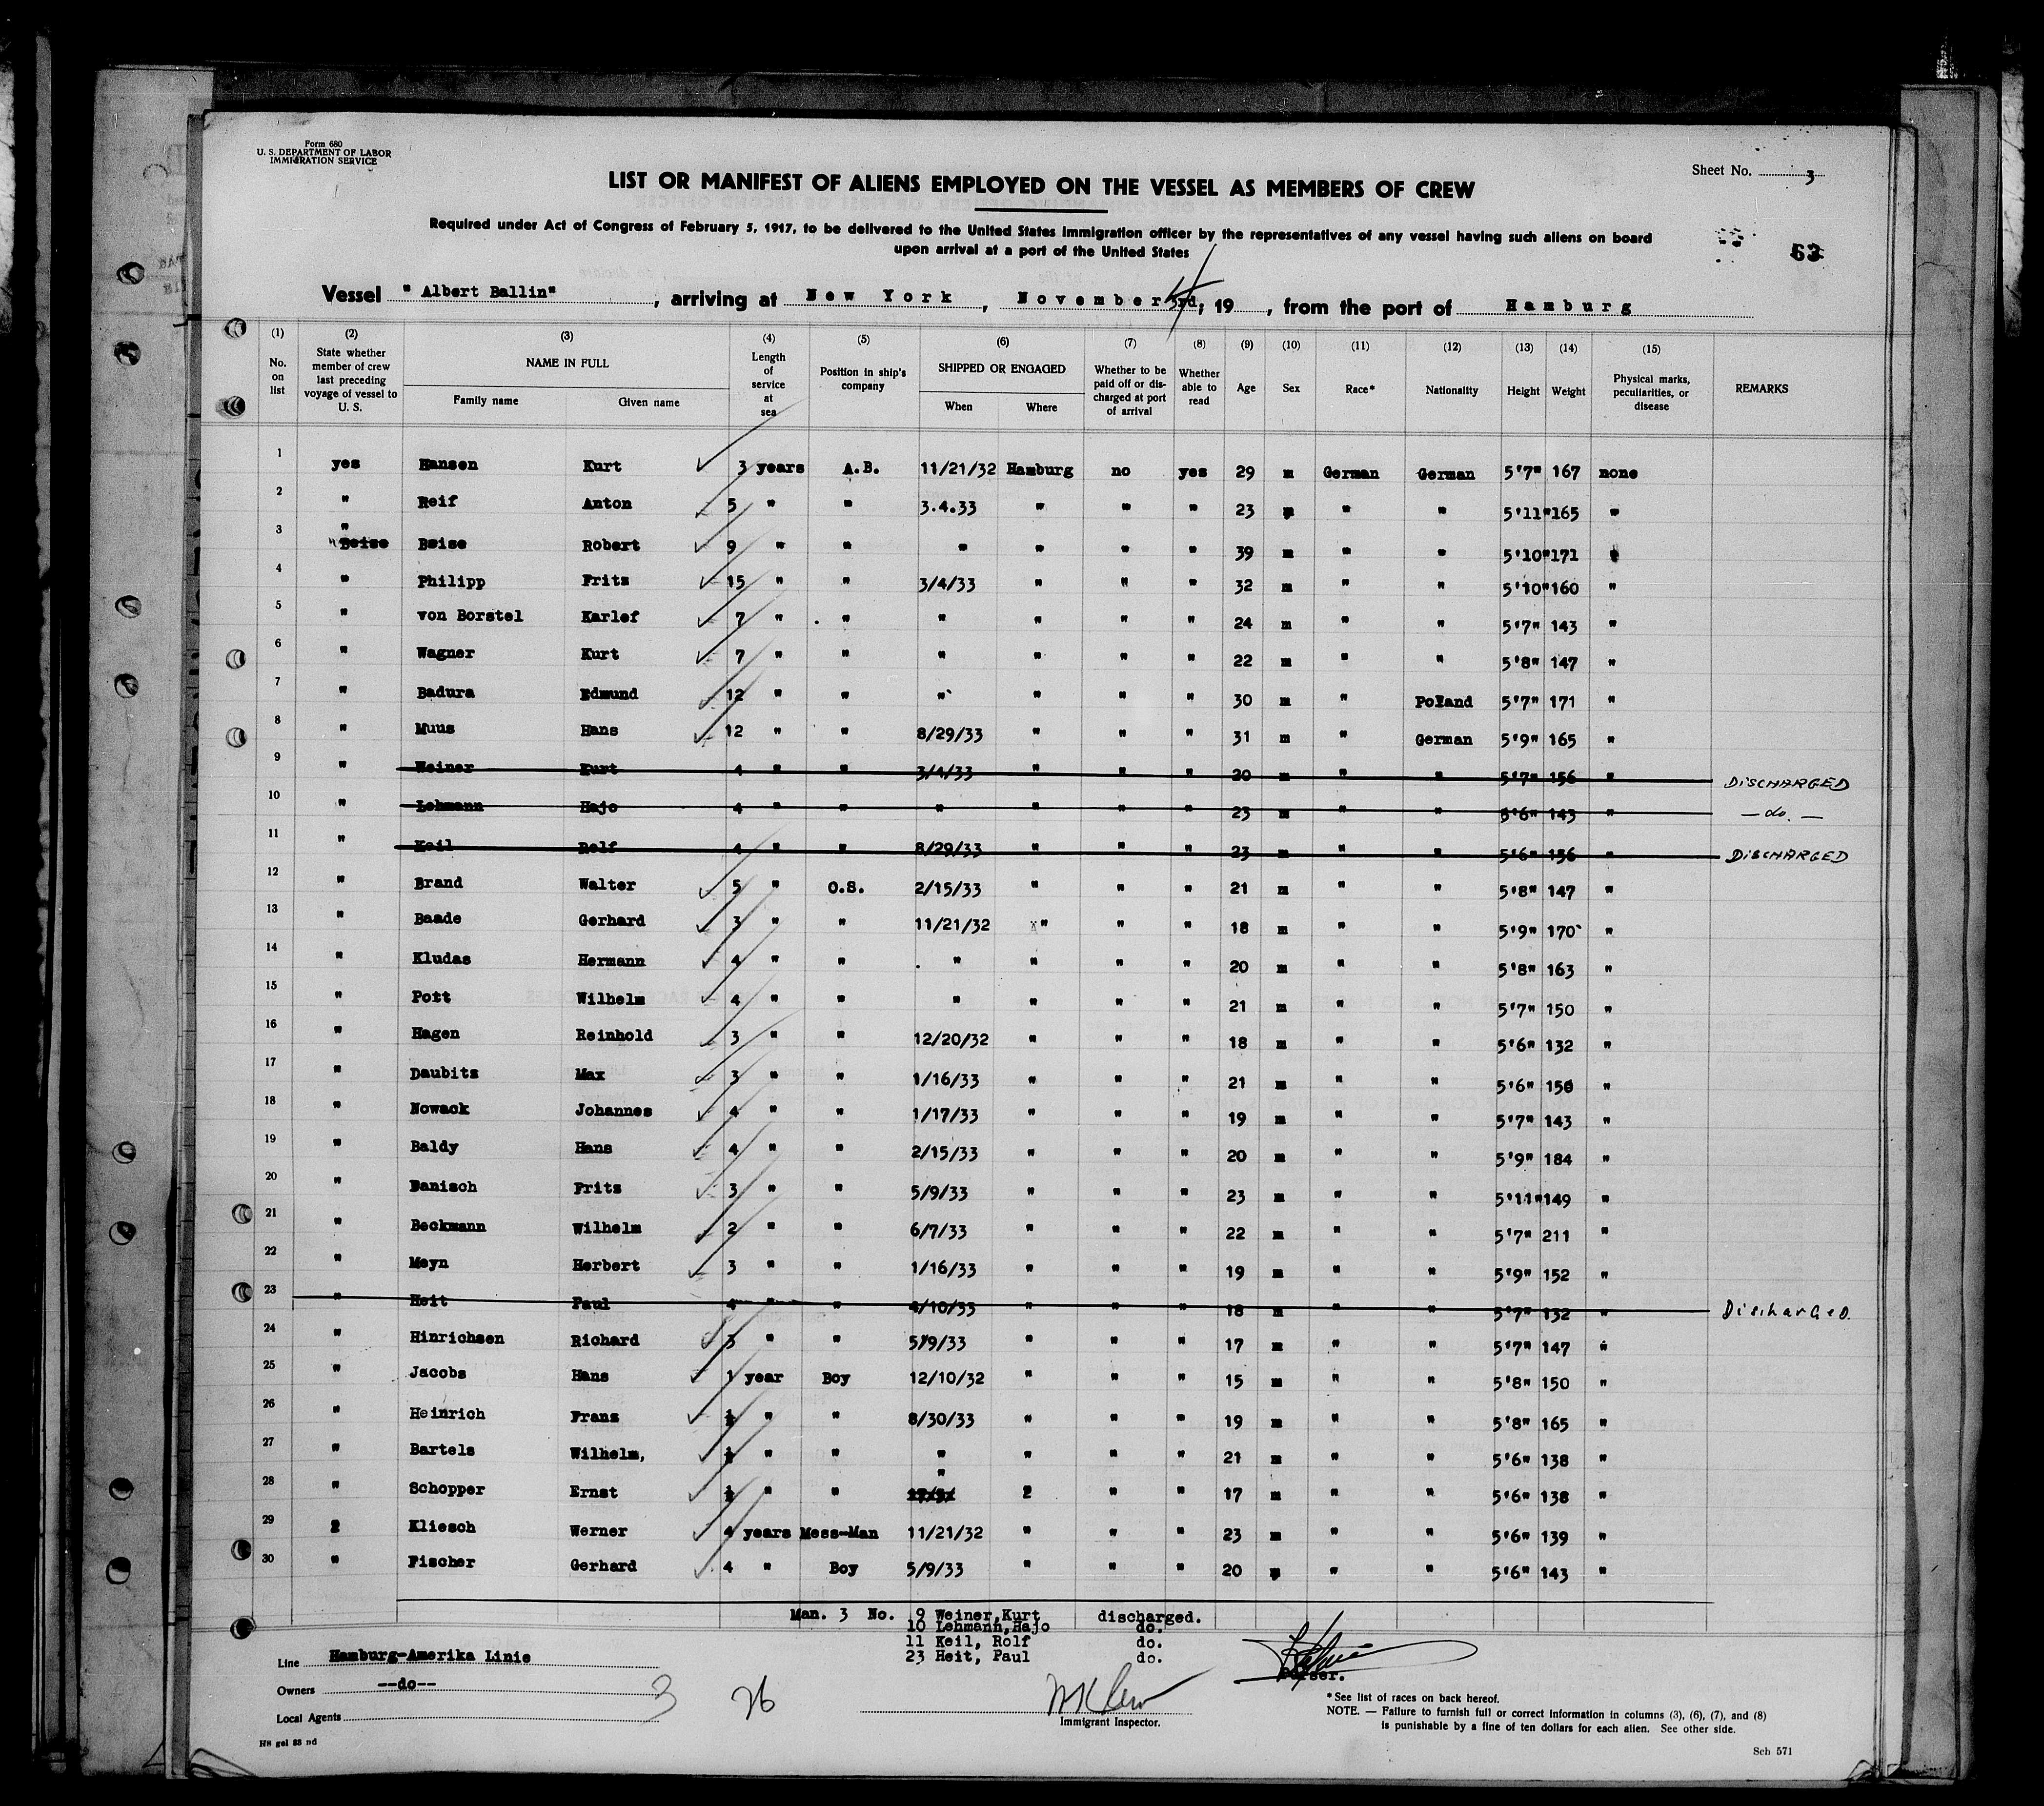 Form 680
U. S. DEPARTMENT OF LABOR
IMMIGRATION SERVICE
Sheet No. 3
LIST OR MANIFEST OF ALIENS EMPLOYED ON THE VESSEL AS MEMBERS OF CREW
Required under Act of Congress of February 5, 1917, to be delivered to the United States immigration officer by the representatives of any vessel having such aliens on board
upon arrival at a port of the United States
63
Vessel "Albert Ballin", arriving at New York, November 3rd, 19 , from the port of Hamburg
(1) (2) (3) (4) (5) (6) (7) (8) (9) (10) (11) (12) (13) (14) (15)
No. on list | State whether member of crew last preceding voyage of vessel to U. S. | NAME IN FULL Family name Given name | Length of service at sea | Position in ship's company | SHIPPED OR ENGAGED When Where | Whether to be paid off or discharged at port of arrival | Whether able to read | Age | Sex | Race* | Nationality | Height | Weight | Physical marks, peculiarities, or disease | REMARKS
1 yes Hansen Kurt 3 years A.B. 11/21/32 Hamburg no yes 29 m German German 5'7" 167 none
2 " Reif Anton 5 " " 3.4.33 " " " 23 m " " 5'11" 165 "
3 " Beise Robert 9 " " " " " " 39 m " " 5'10" 171 "
4 " Philipp Fritz 15 " " 3/4/33 " " " 32 m " " 5'10" 160 "
5 " von Borstel Karlef 7 " " " " " " 24 m " " 5'7" 143 "
6 " Wagner Kurt 7 " " " " " " 22 m " " 5'8" 147 "
7 " Badura Edmund 12 " " " " " " 30 m " Poland 5'7" 171 "
8 " Muus Hans 12 " " 8/29/33 " " " 31 m " German 5'9" 165 "
9 " Weiner Kurt 4 " " 3/4/33 " " " 20 m " " 5'7" 156 " DISCHARGED
10 " Lehmann Hajo 4 " " " " " " 23 m " " 5'6" 143 " — do. —
11 " Keil Rolf 4 " " 8/29/33 " " " 23 m " " 5'6" 156 " DISCHARGED
12 " Brand Walter 5 " O.S. 2/15/33 " " " 21 m " " 5'8" 147 "
13 " Baade Gerhard 3 " " 11/21/32 " " " 18 m " " 5'9" 170 "
14 " Kludas Hermann 4 " " " " " " 20 m " " 5'8" 163 "
15 " Pott Wilhelm 4 " " " " " " 21 m " " 5'7" 150 "
16 " Hagen Reinhold 3 " " 12/20/32 " " " 18 m " " 5'6" 132 "
17 " Daubitz Max 3 " " 1/16/33 " " " 21 m " " 5'6" 150 "
18 " Nowack Johannes 4 " " 1/17/33 " " " 19 m " " 5'7" 143 "
19 " Baldy Hans 4 " " 2/15/33 " " " 20 m " " 5'9" 184 "
20 " Banisch Fritz 3 " " 5/9/33 " " " 23 m " " 5'11" 149 "
21 " Beckmann Wilhelm 2 " " 6/7/33 " " " 22 m " " 5'7" 211 "
22 " Meyn Herbert 3 " " 1/16/33 " " " 19 m " " 5'9" 152 "
23 " Heit Paul 4 " " 4/10/33 " " " 18 m " " 5'7" 132 " Discharged.
24 " Hinrichsen Richard 3 " " 5/9/33 " " " 17 m " " 5'7" 147 "
25 " Jacobs Hans 1 year Boy 12/10/32 " " " 15 m " " 5'8" 150 "
26 " Heinrich Franz " " 8/30/33 " " " 19 m " " 5'8" 165 "
27 " Bartels Wilhelm, " " " " " " 21 m " " 5'6" 138 "
28 " Schopper Ernst " " " 2 " " 17 m " " 5'6" 138 "
29 2 Kliesch Werner 4 years Mess-Man 11/21/32 " " " 23 m " " 5'6" 139 "
30 " Fischer Gerhard 4 " Boy 5/9/33 " " " 20 m " " 5'6" 143 "
Man. 3 No. 9 Weiner,Kurt discharged.
10 Lehmann,Hajo do.
11 Keil, Rolf do.
23 Heit, Paul do.
Line Hamburg-Amerika Linie
Owners --do--
Local Agents
3 26
Purser.
Immigrant Inspector.
*See list of races on back hereof.
NOTE. — Failure to furnish full or correct information in columns (3), (6), (7), and (8)
is punishable by a fine of ten dollars for each alien. See other side.
Sch 571